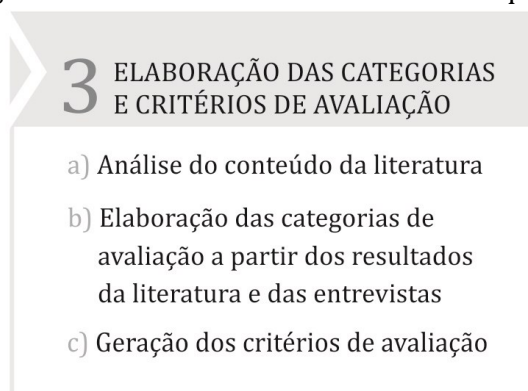 3 ELABORAÇÃO DAS CATEGORIAS
E CRITÉRIOS DE AVALIAÇÃO
a) Análise do conteúdo da literatura
b) Elaboração das categorias de
avaliação a partir dos resultados
da literatura e das entrevistas
c) Geração dos critérios de avaliação